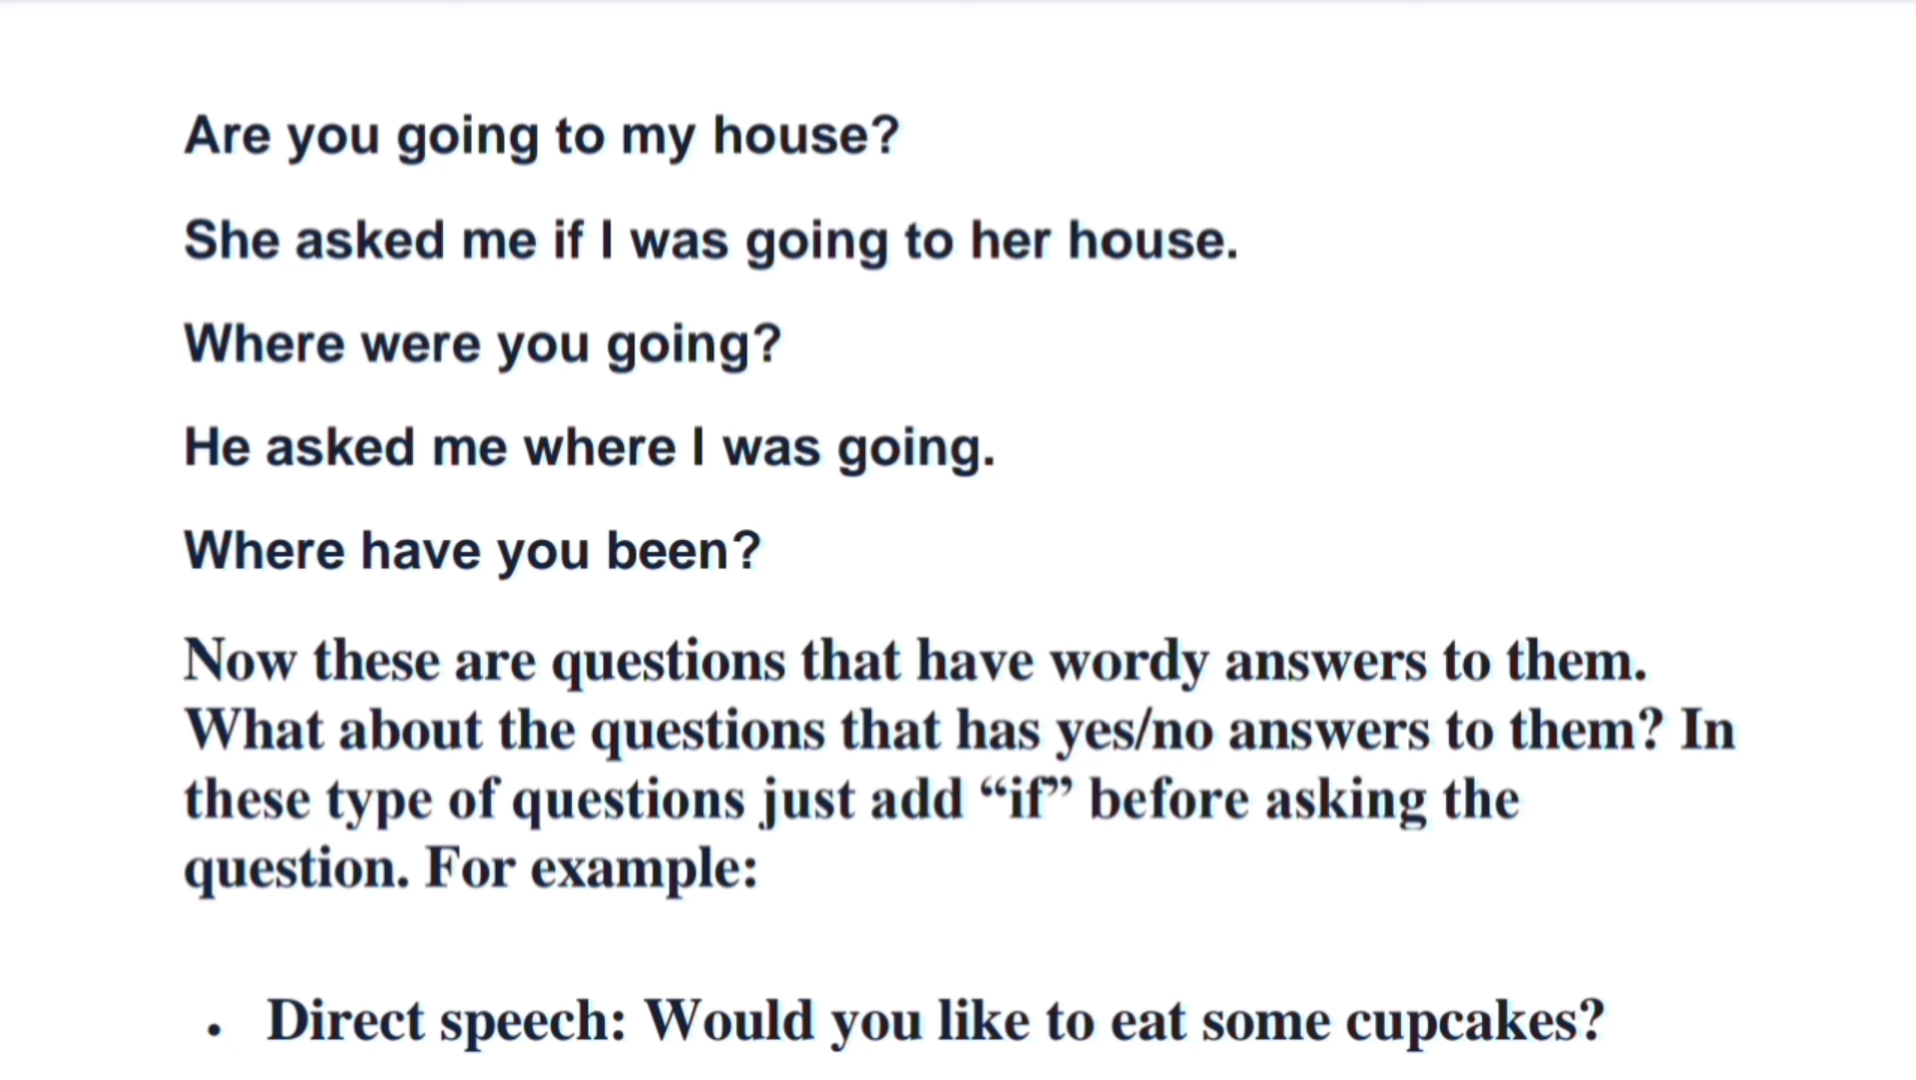 Are you going to my house?
She asked me if I was going to her house.
Where were you going?
He asked me where I was going.
Where have you been?
Now these are questions that have wordy answers to them.
What about the questions that has yes/no answers to them? In
these type of questions just add “if” before asking the
question. For example:
• Direct speech: Would you like to eat some cupcakes?